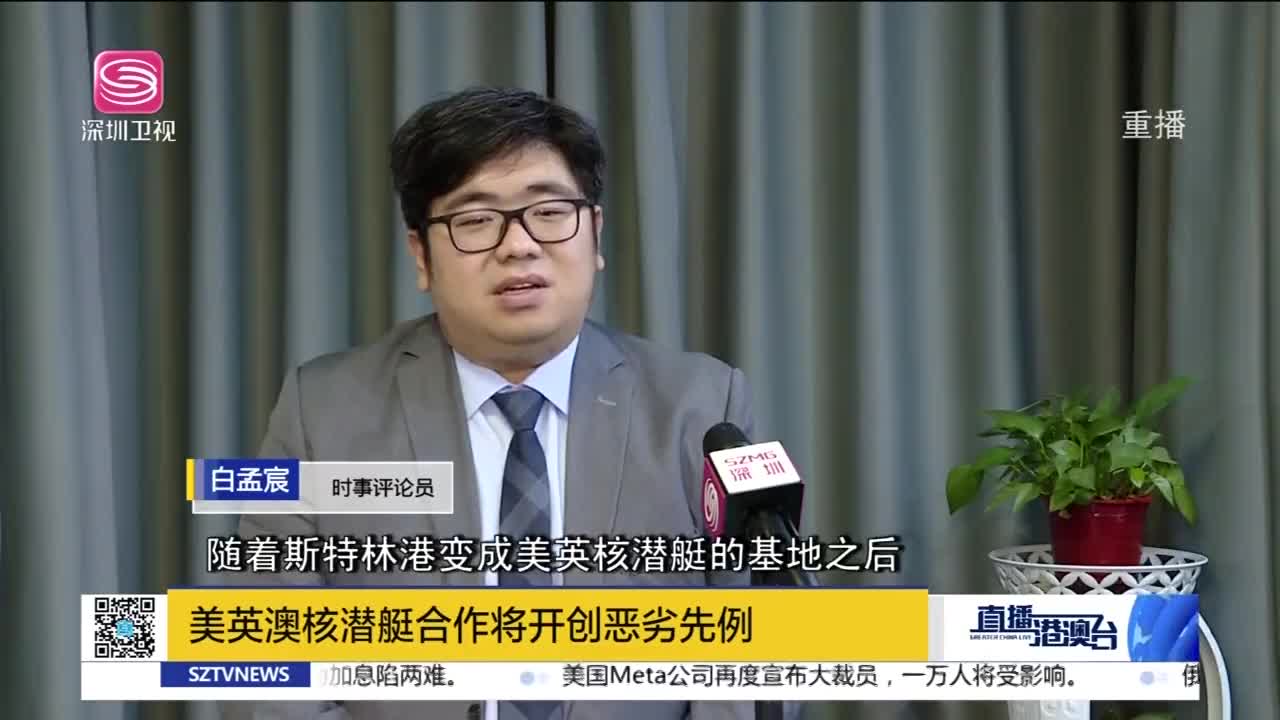 深圳卫视
重播
SZMG
深圳
白孟宸
时事评论员
随着斯特林港变成美英核潜艇的基地之后
美英澳核潜艇合作将开创恶劣先例
直播港澳台
GREATER CHINA LIVE
SZTVNEWS
加息陷两难。 美国Meta公司再度宣布大裁员，一万人将受影响。